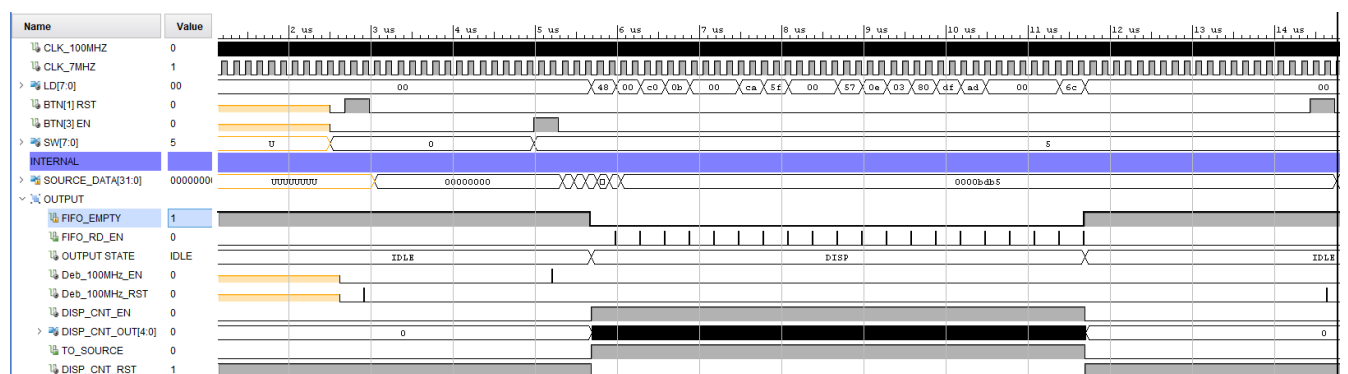 Name Value 2 us 3 us 4 us 5 us 6 us 7 us 8 us 9 us 10 us 11 us 12 us 13 us 14 us
CLK_100MHZ 0
CLK_7MHZ 1
LD[7:0] 00 00 48 00 c0 0b 00 ca 5f 00 57 0e 03 80 df ad 00 6c 00
BTN[1] RST 0
BTN[3] EN 0
SW[7:0] 5 U 0 5
INTERNAL
SOURCE_DATA[31:0] 00000000 UUUUUUUU 00000000 0000bdb5
OUTPUT
FIFO_EMPTY 1
FIFO_RD_EN 0
OUTPUT STATE IDLE IDLE DISP IDLE
Deb_100MHz_EN 0
Deb_100MHz_RST 0
DISP_CNT_EN 0
DISP_CNT_OUT[4:0] 0 0 0
TO_SOURCE 0
DISP_CNT_RST 1